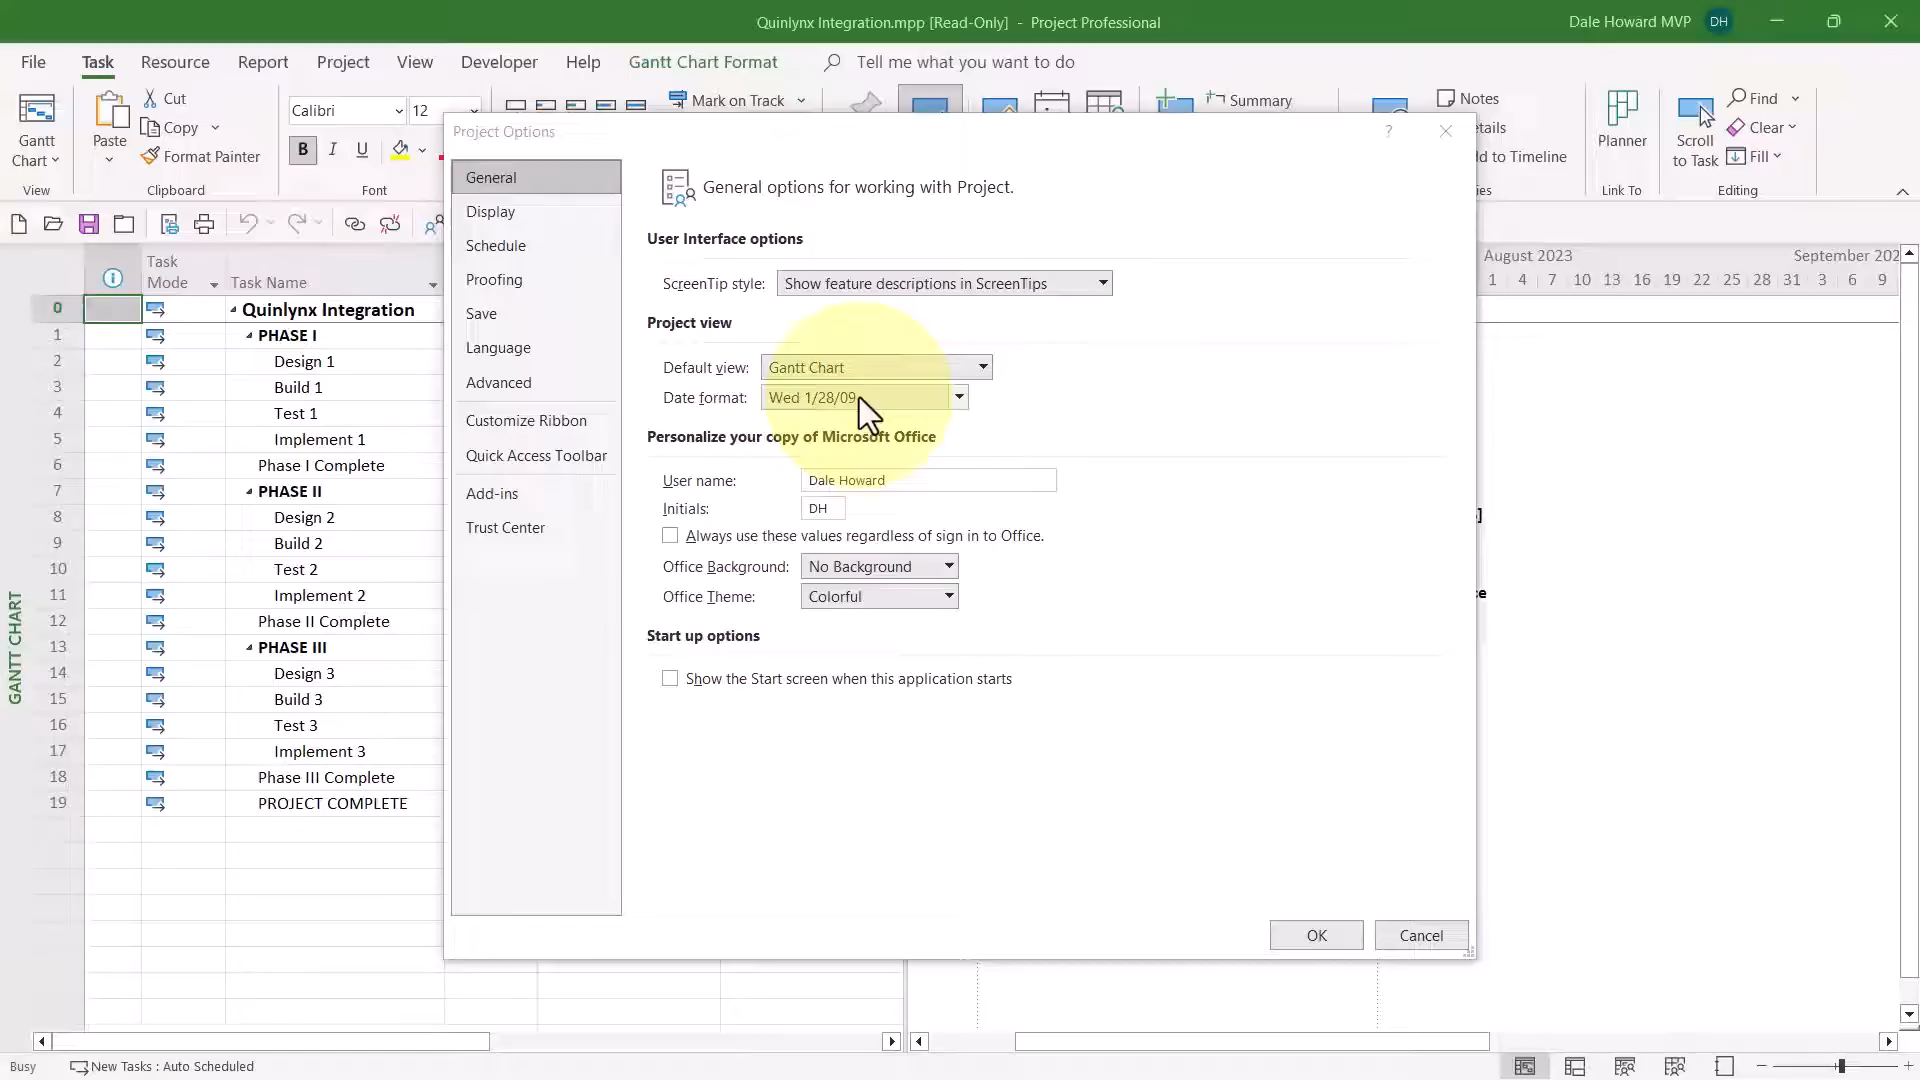 Quinlynx Integration.mpp [Read-Only] - Project Professional
Dale Howard MVP DH
File Task Resource Report Project View Developer Help Gantt Chart Format Tell me what you want to do
Gantt Chart
View
Paste
Cut
Copy
Format Painter
Clipboard
Calibri 12
B I U
Font
Mark on Track
Summary
Notes
etails
to Timeline
Planner
Link To
Scroll to Task
Find
Clear
Fill
Editing
Task Mode
Task Name
0 Quinlynx Integration
1 PHASE I
2 Design 1
3 Build 1
4 Test 1
5 Implement 1
6 Phase I Complete
7 PHASE II
8 Design 2
9 Build 2
10 Test 2
11 Implement 2
12 Phase II Complete
13 PHASE III
14 Design 3
15 Build 3
16 Test 3
17 Implement 3
18 Phase III Complete
19 PROJECT COMPLETE
GANTT CHART
Project Options ?
General
Display
Schedule
Proofing
Save
Language
Advanced
Customize Ribbon
Quick Access Toolbar
Add-ins
Trust Center
General options for working with Project.
User Interface options
ScreenTip style: Show feature descriptions in ScreenTips
Project view
Default view: Gantt Chart
Date format: Wed 1/28/09
Personalize your copy of Microsoft Office
User name: Dale Howard
Initials: DH
Always use these values regardless of sign in to Office.
Office Background: No Background
Office Theme: Colorful
Start up options
Show the Start screen when this application starts
OK Cancel
August 2023 September 202
1 4 7 10 13 16 19 22 25 28 31 3 6 9
Busy New Tasks : Auto Scheduled